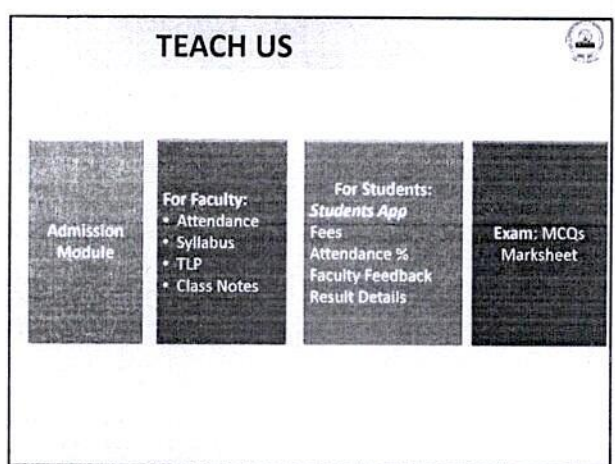 TEACH US
Admission
Module
For Faculty:
• Attendance
• Syllabus
• TLP
• Class Notes
For Students:
Students App
Fees
Attendance %
Faculty Feedback
Result Details
Exam: MCQs
Marksheet